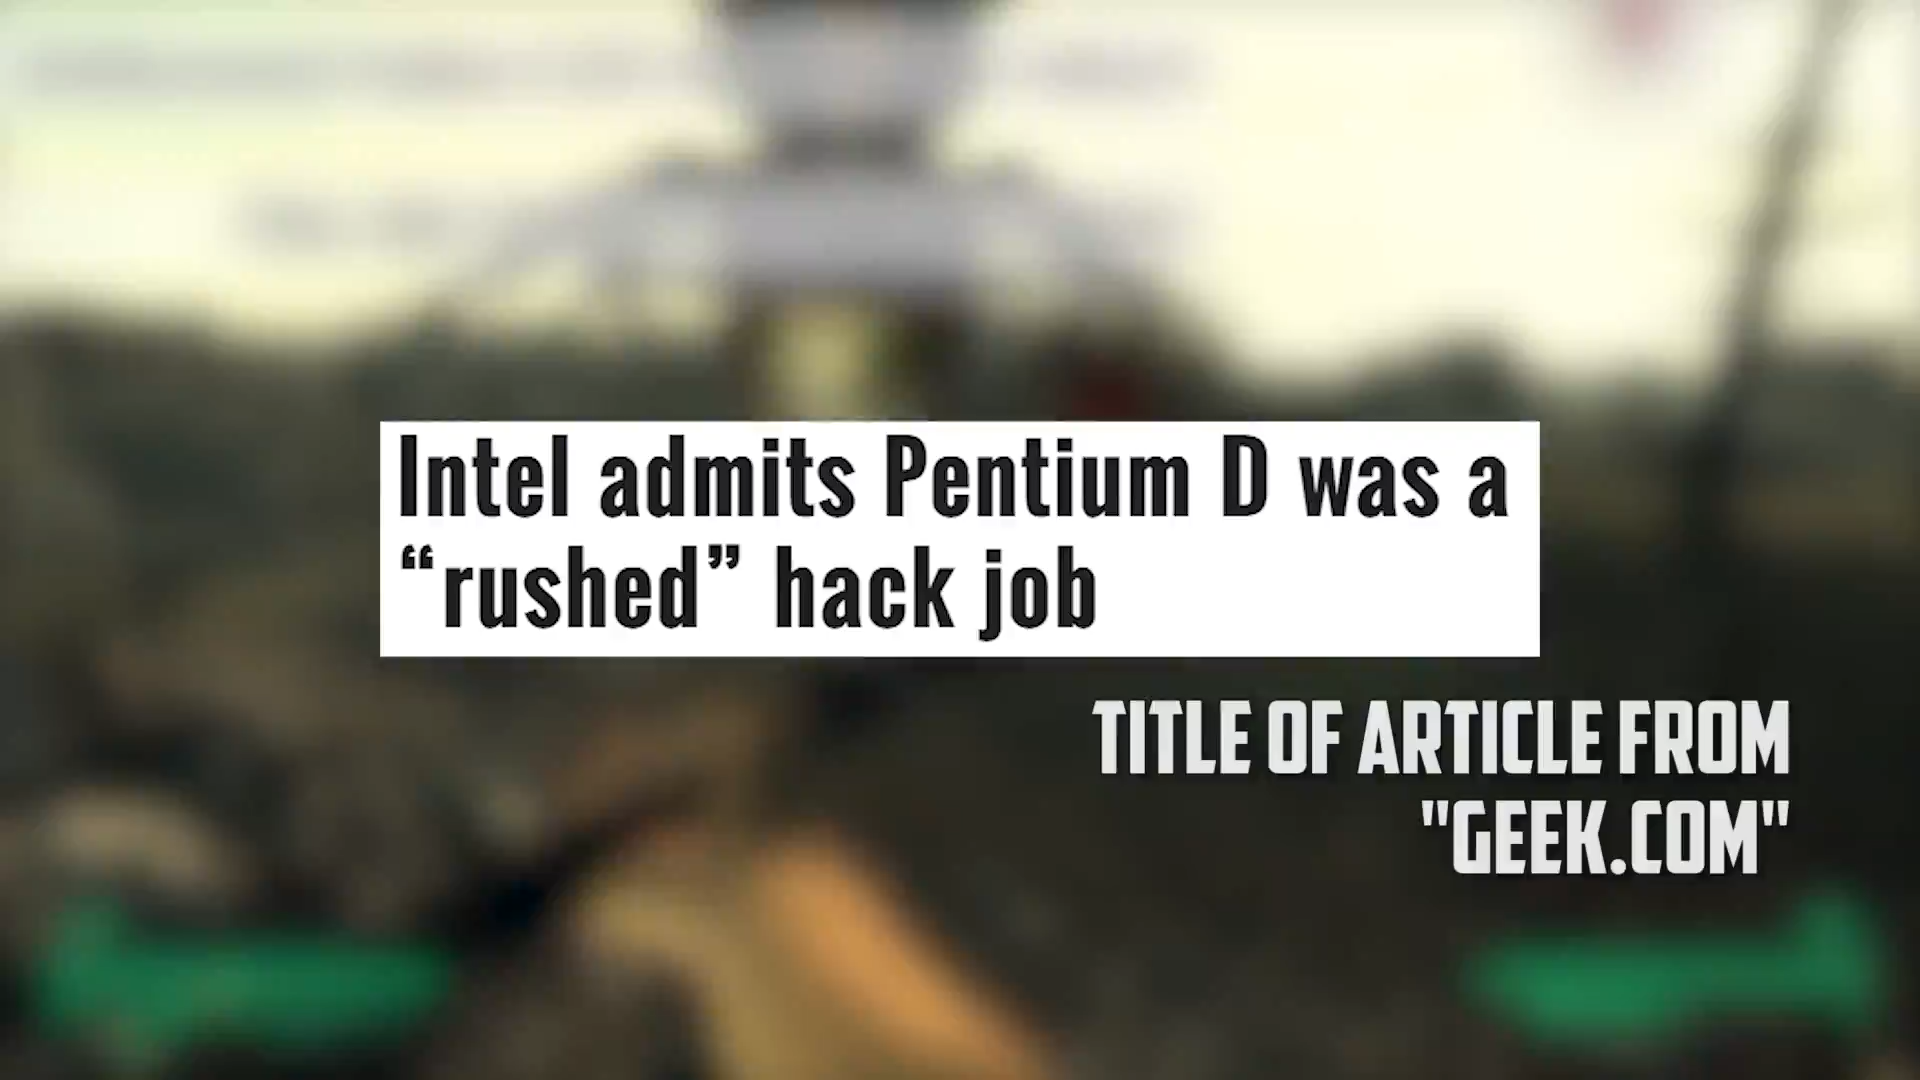 Intel admits Pentium D was a
“rushed” hack job
TITLE OF ARTICLE FROM
"GEEK.COM"